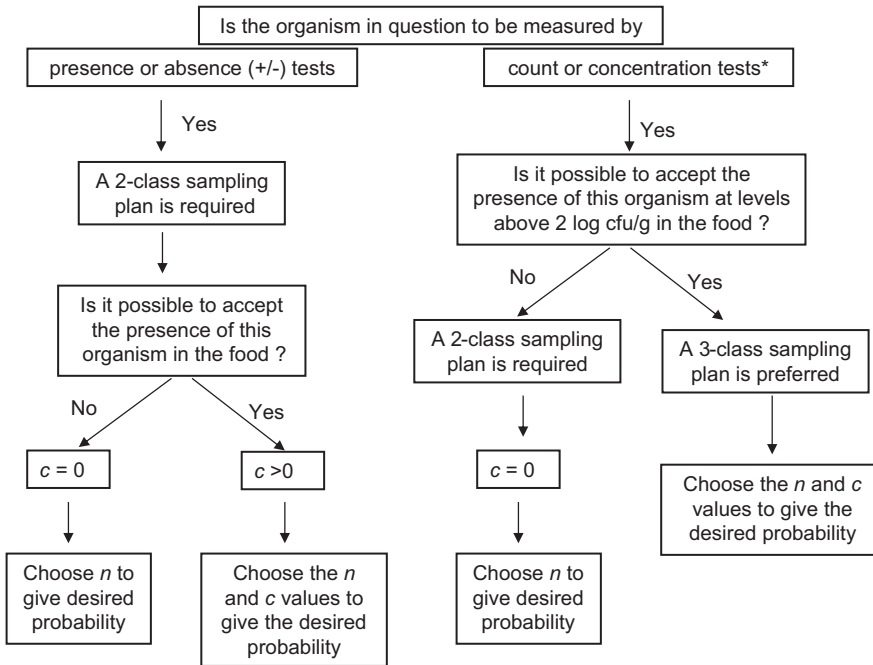 Is the organism in question to be measured by
presence or absence (+/-) tests
count or concentration tests*
Yes
Yes
A 2-class sampling
plan is required
Is it possible to accept the
presence of this organism at levels
above 2 log cfu/g in the food ?
No
Yes
Is it possible to accept
the presence of this
organism in the food ?
A 2-class sampling
plan is required
A 3-class sampling
plan is preferred
No
Yes
c = 0
c >0
c = 0
Choose the n and c
values to give the
desired probability
Choose n to
give desired
probability
Choose the n
and c values to
give the desired
probability
Choose n to
give desired
probability